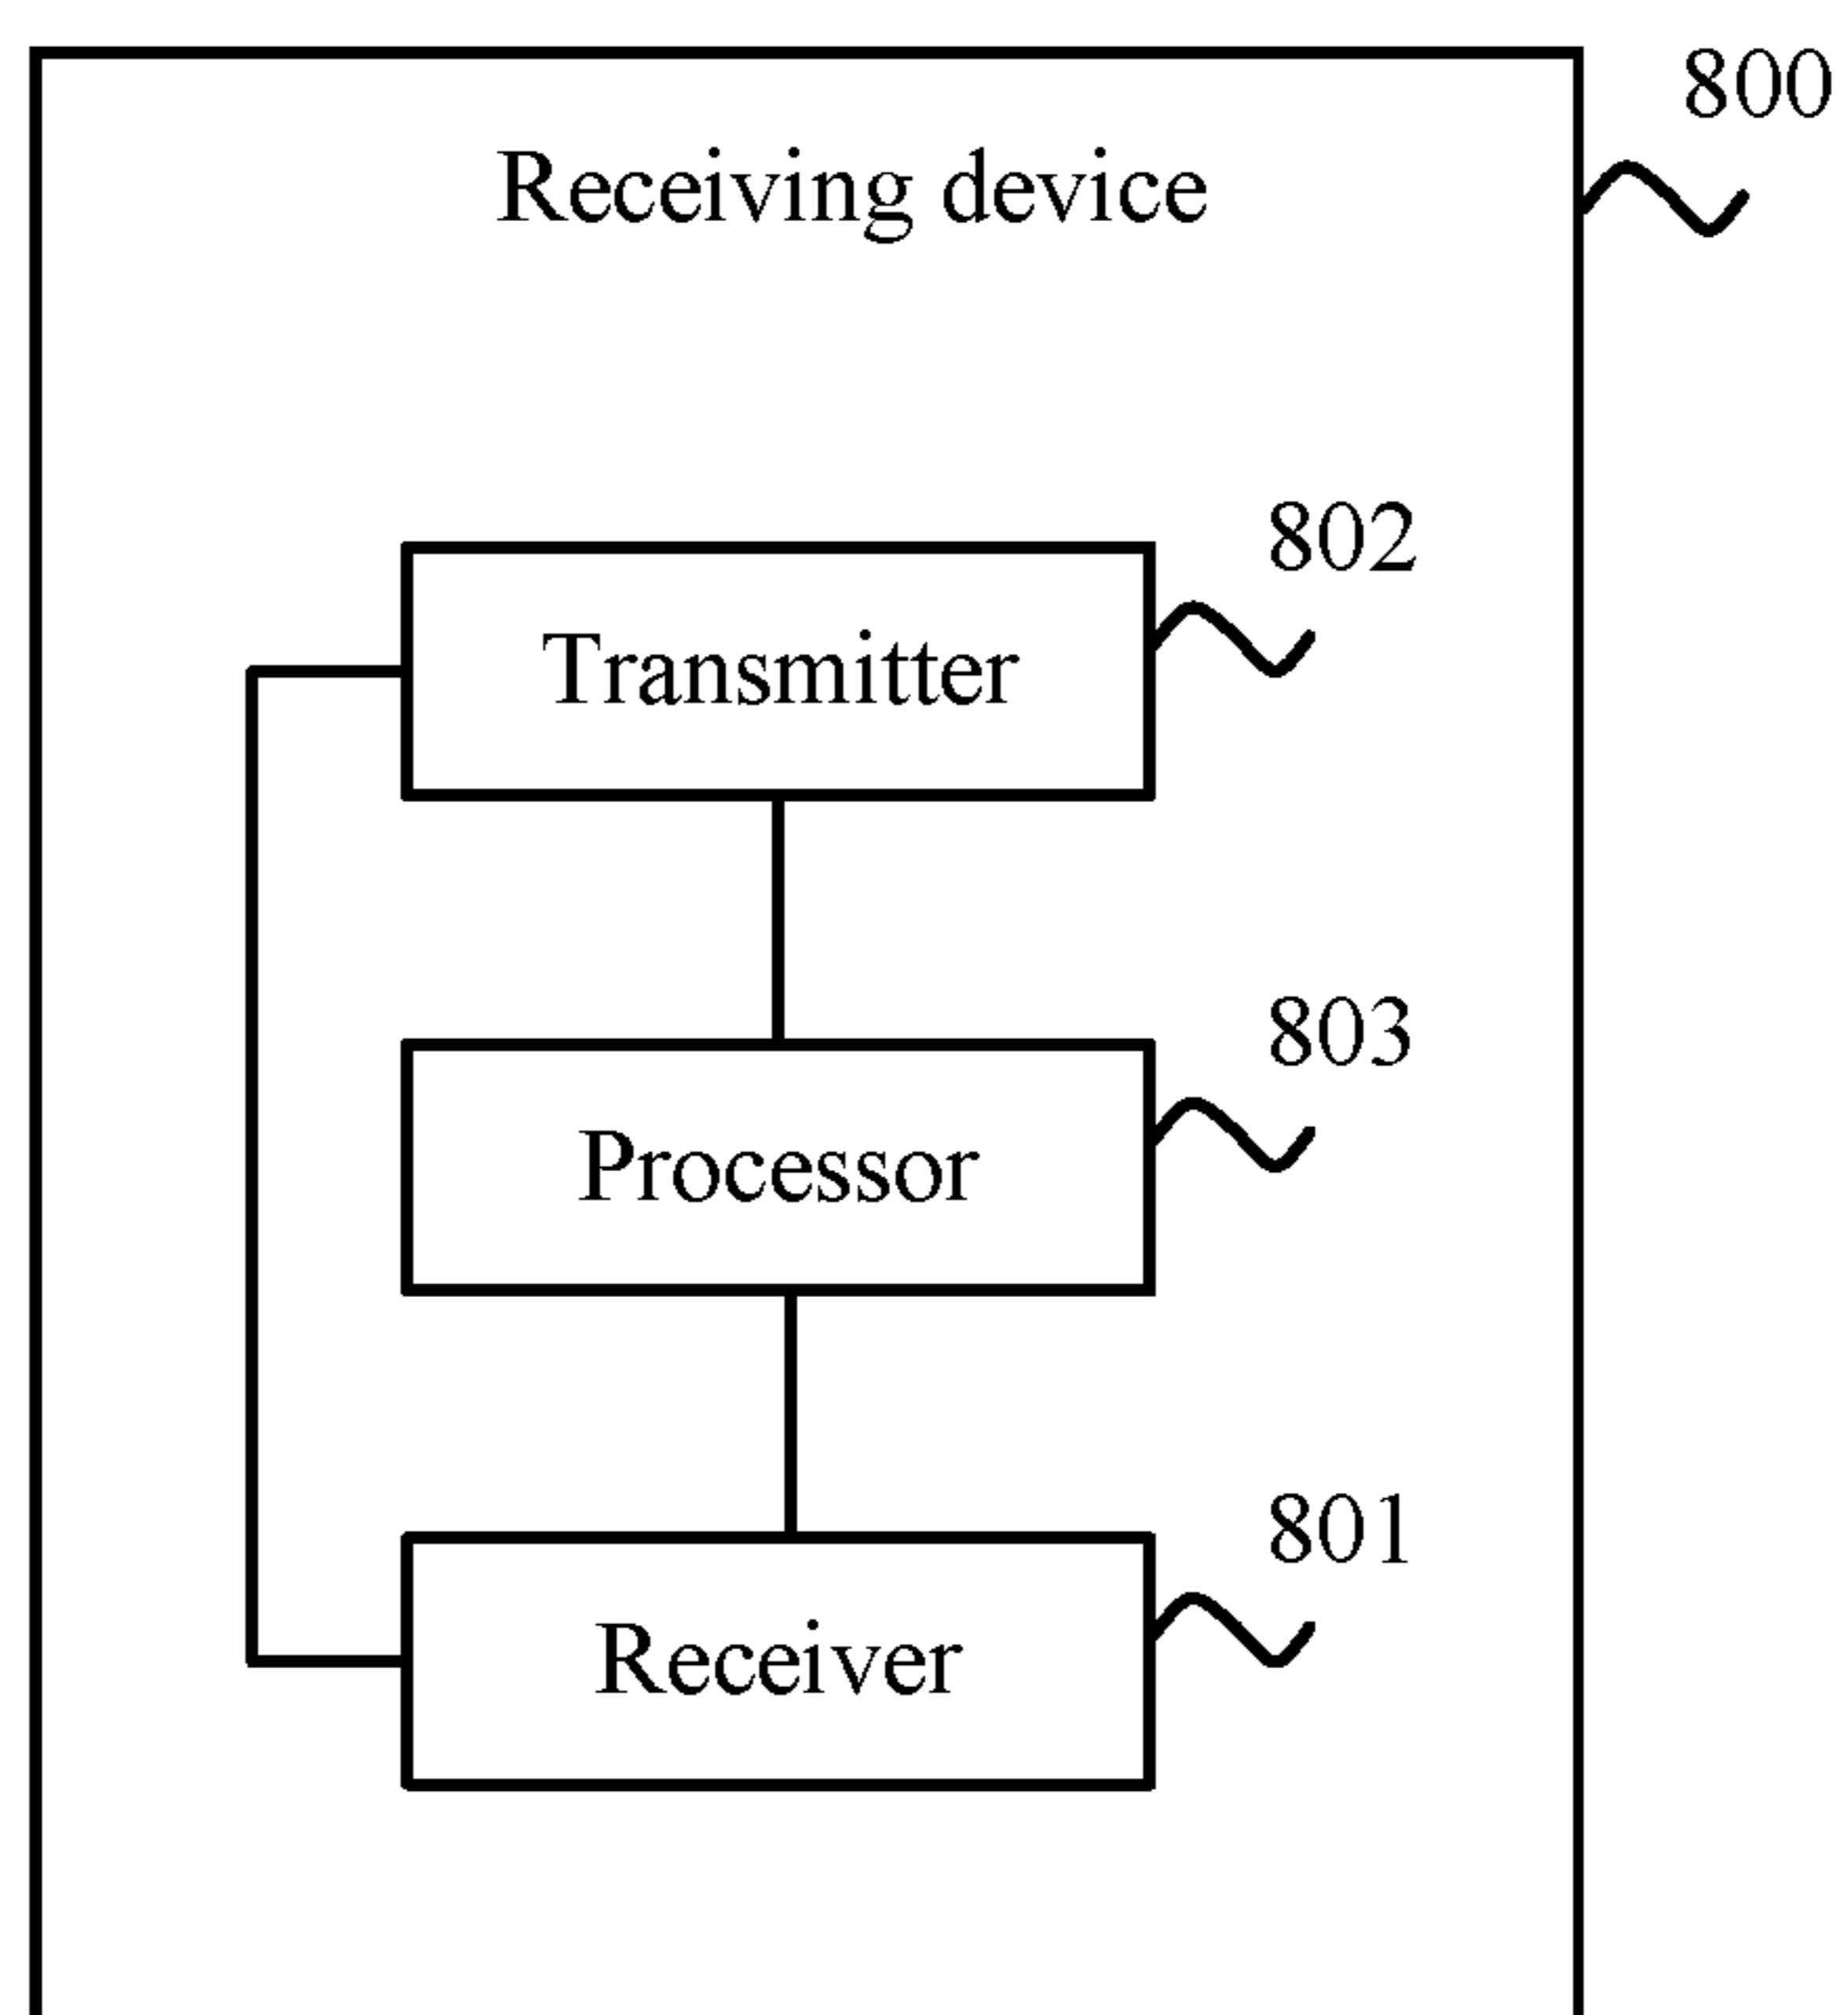 800
Receiving device
802
Transmitter
803
Processor
801
Receiver